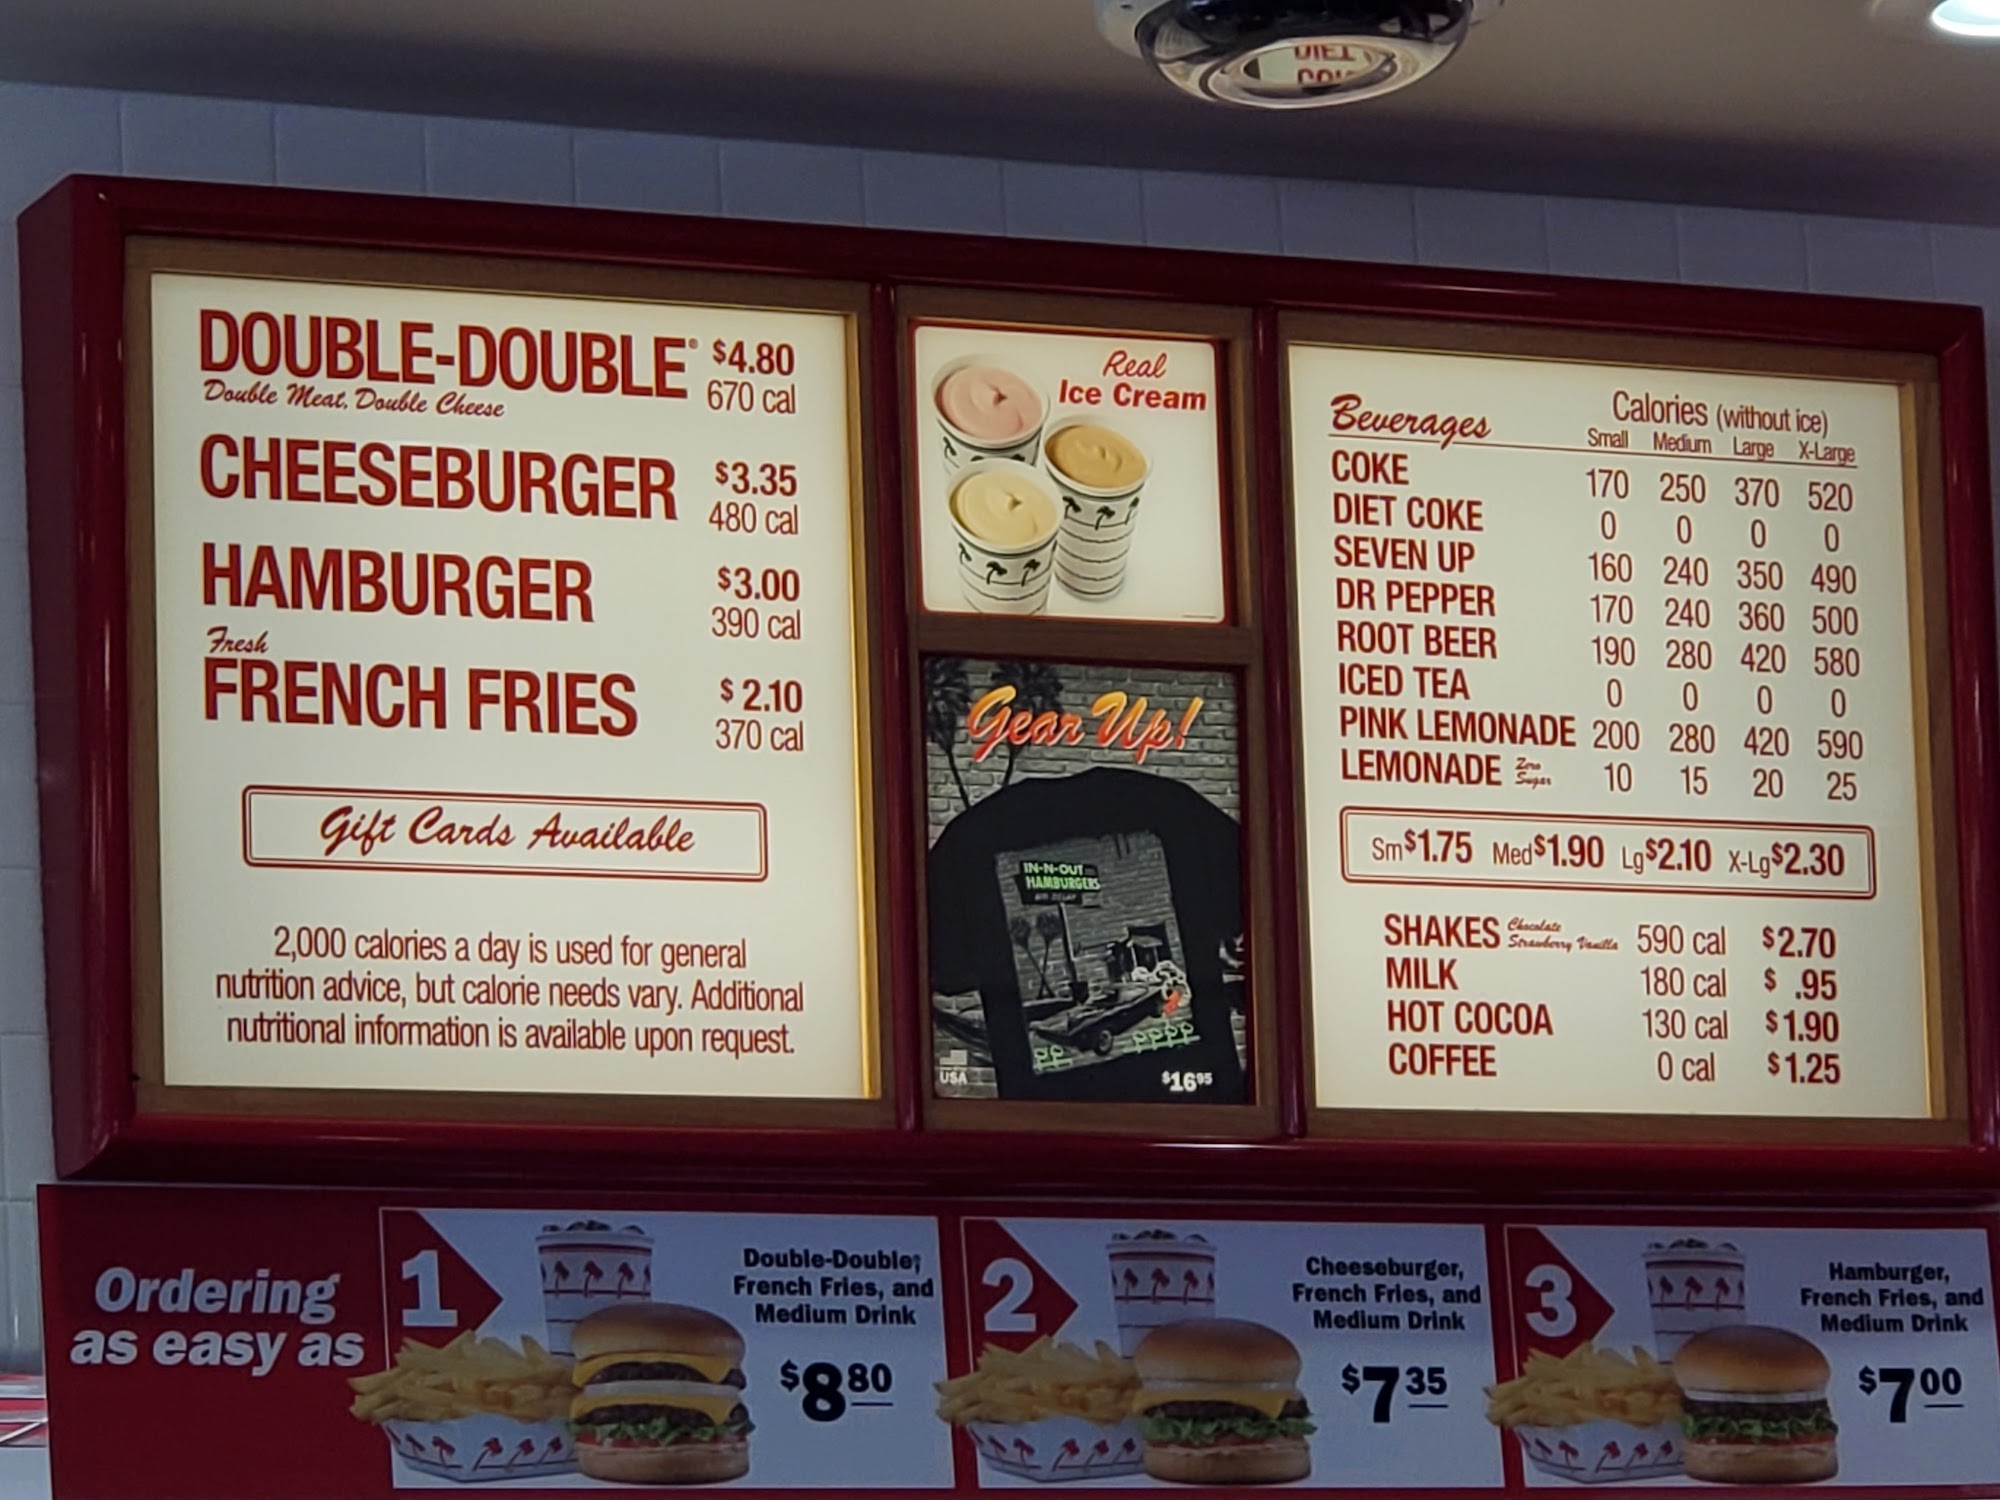 DIET
DOUBLE-DOUBLE® $4.80
Double Meat, Double Cheese 670 cal
CHEESEBURGER $3.35
480 cal
HAMBURGER $3.00
390 cal
Fresh
FRENCH FRIES $2.10
370 cal
Gift Cards Available
2,000 calories a day is used for general
nutrition advice, but calorie needs vary. Additional
nutritional information is available upon request.
Real
Ice Cream
Gear Up!
IN-N-OUT
HAMBURGERS
USA
$1695
Beverages Calories (without ice)
Small Medium Large X-Large
COKE 170 250 370 520
DIET COKE 0 0 0 0
SEVEN UP 160 240 350 490
DR PEPPER 170 240 360 500
ROOT BEER 190 280 420 580
ICED TEA 0 0 0 0
PINK LEMONADE 200 280 420 590
LEMONADE Zero Sugar 10 15 20 25
Sm$1.75 Med$1.90 Lg$2.10 X-Lg$2.30
SHAKES Chocolate Strawberry Vanilla 590 cal $2.70
MILK 180 cal $ .95
HOT COCOA 130 cal $1.90
COFFEE 0 cal $1.25
Ordering
as easy as
1
Double-Double,®
French Fries, and
Medium Drink
$880
2
Cheeseburger,
French Fries, and
Medium Drink
$735
3
Hamburger,
French Fries, and
Medium Drink
$700